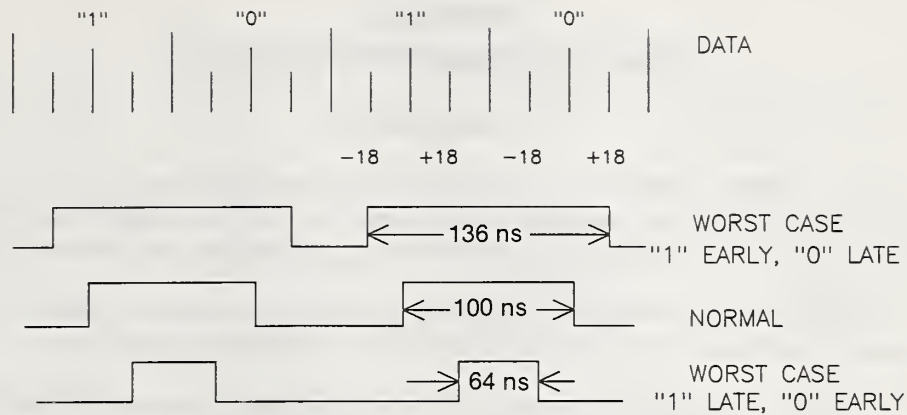 "1" "0" "1" "0"
DATA
-18 +18 -18 +18
136 ns
WORST CASE
"1" EARLY, "0" LATE
100 ns
NORMAL
64 ns
WORST CASE
"1" LATE, "0" EARLY